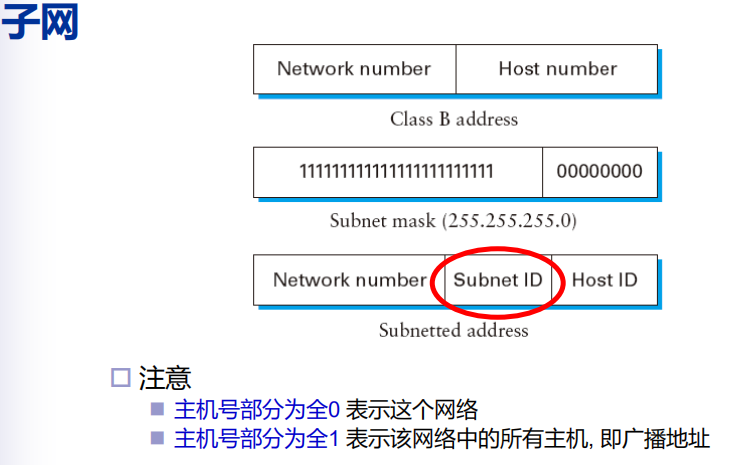 子网
Network number Host number
Class B address
111111111111111111111111 00000000
Subnet mask (255.255.255.0)
Network number Subnet ID Host ID
Subnetted address
注意
主机号部分为全0 表示这个网络
主机号部分为全1 表示该网络中的所有主机, 即广播地址